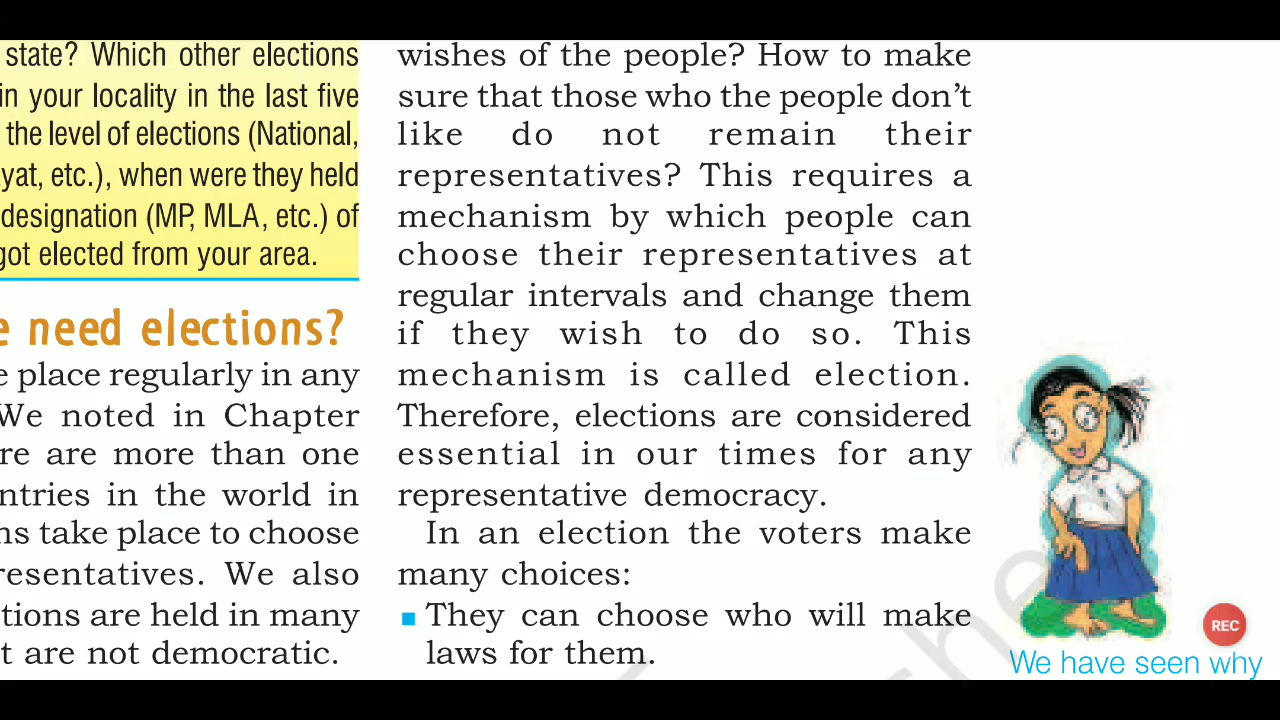 state? Which other elections
in your locality in the last five
the level of elections (National,
yat, etc.), when were they held
designation (MP, MLA, etc.) of
got elected from your area.
e need elections?
e place regularly in any
We noted in Chapter
re are more than one
ntries in the world in
ns take place to choose
resentatives. We also
tions are held in many
t are not democratic.
wishes of the people? How to make
sure that those who the people don’t
like do not remain their
representatives? This requires a
mechanism by which people can
choose their representatives at
regular intervals and change them
if they wish to do so. This
mechanism is called election.
Therefore, elections are considered
essential in our times for any
representative democracy.
In an election the voters make
many choices:
▪ They can choose who will make
laws for them.
REC
We have seen why